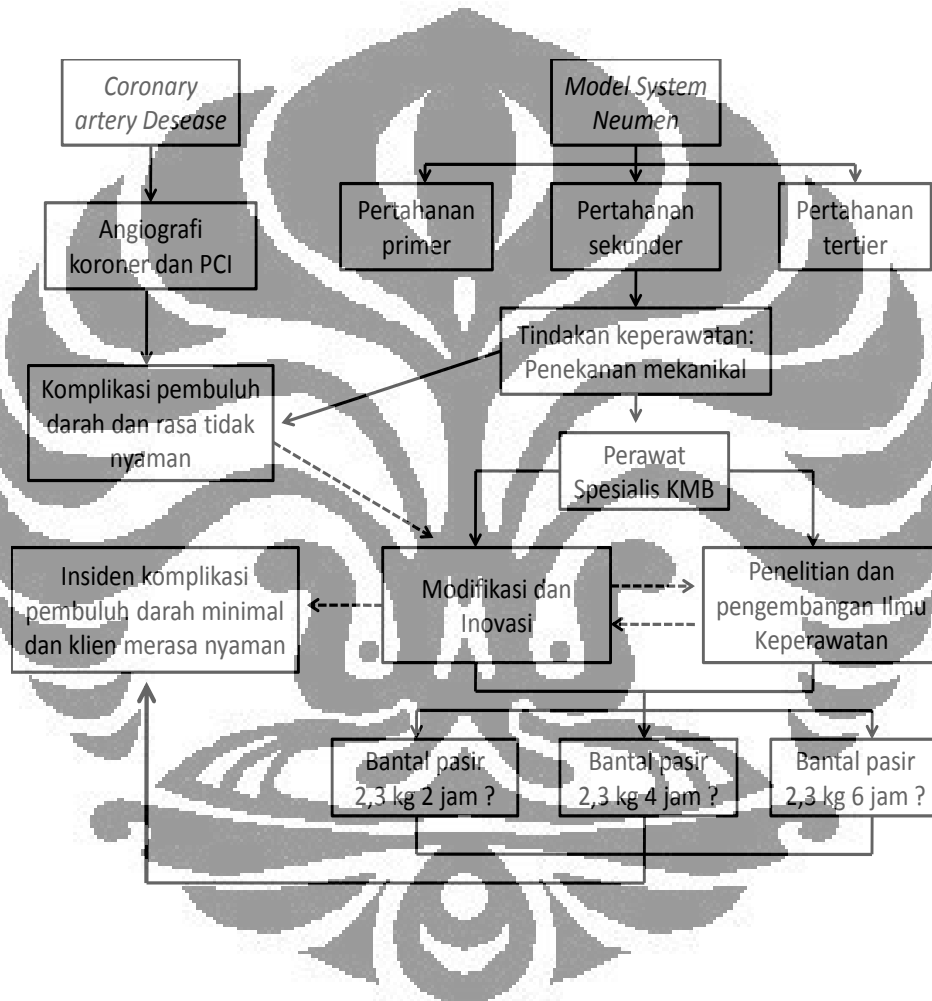 Coronary
artery Desease
Model System
Neumen
Pertahanan
primer
Pertahanan
sekunder
Pertahanan
tertier
Angiografi
koroner dan PCI
Tindakan keperawatan:
Penekanan mekanikal
Komplikasi pembuluh
darah dan rasa tidak
nyaman
Perawat
Spesialis KMB
Insiden komplikasi
pembuluh darah minimal
dan klien merasa nyaman
Modifikasi dan
Inovasi
Penelitian dan
pengembangan Ilmu
Keperawatan
Bantal pasir
2,3 kg 2 jam ?
Bantal pasir
2,3 kg 4 jam ?
Bantal pasir
2,3 kg 6 jam ?